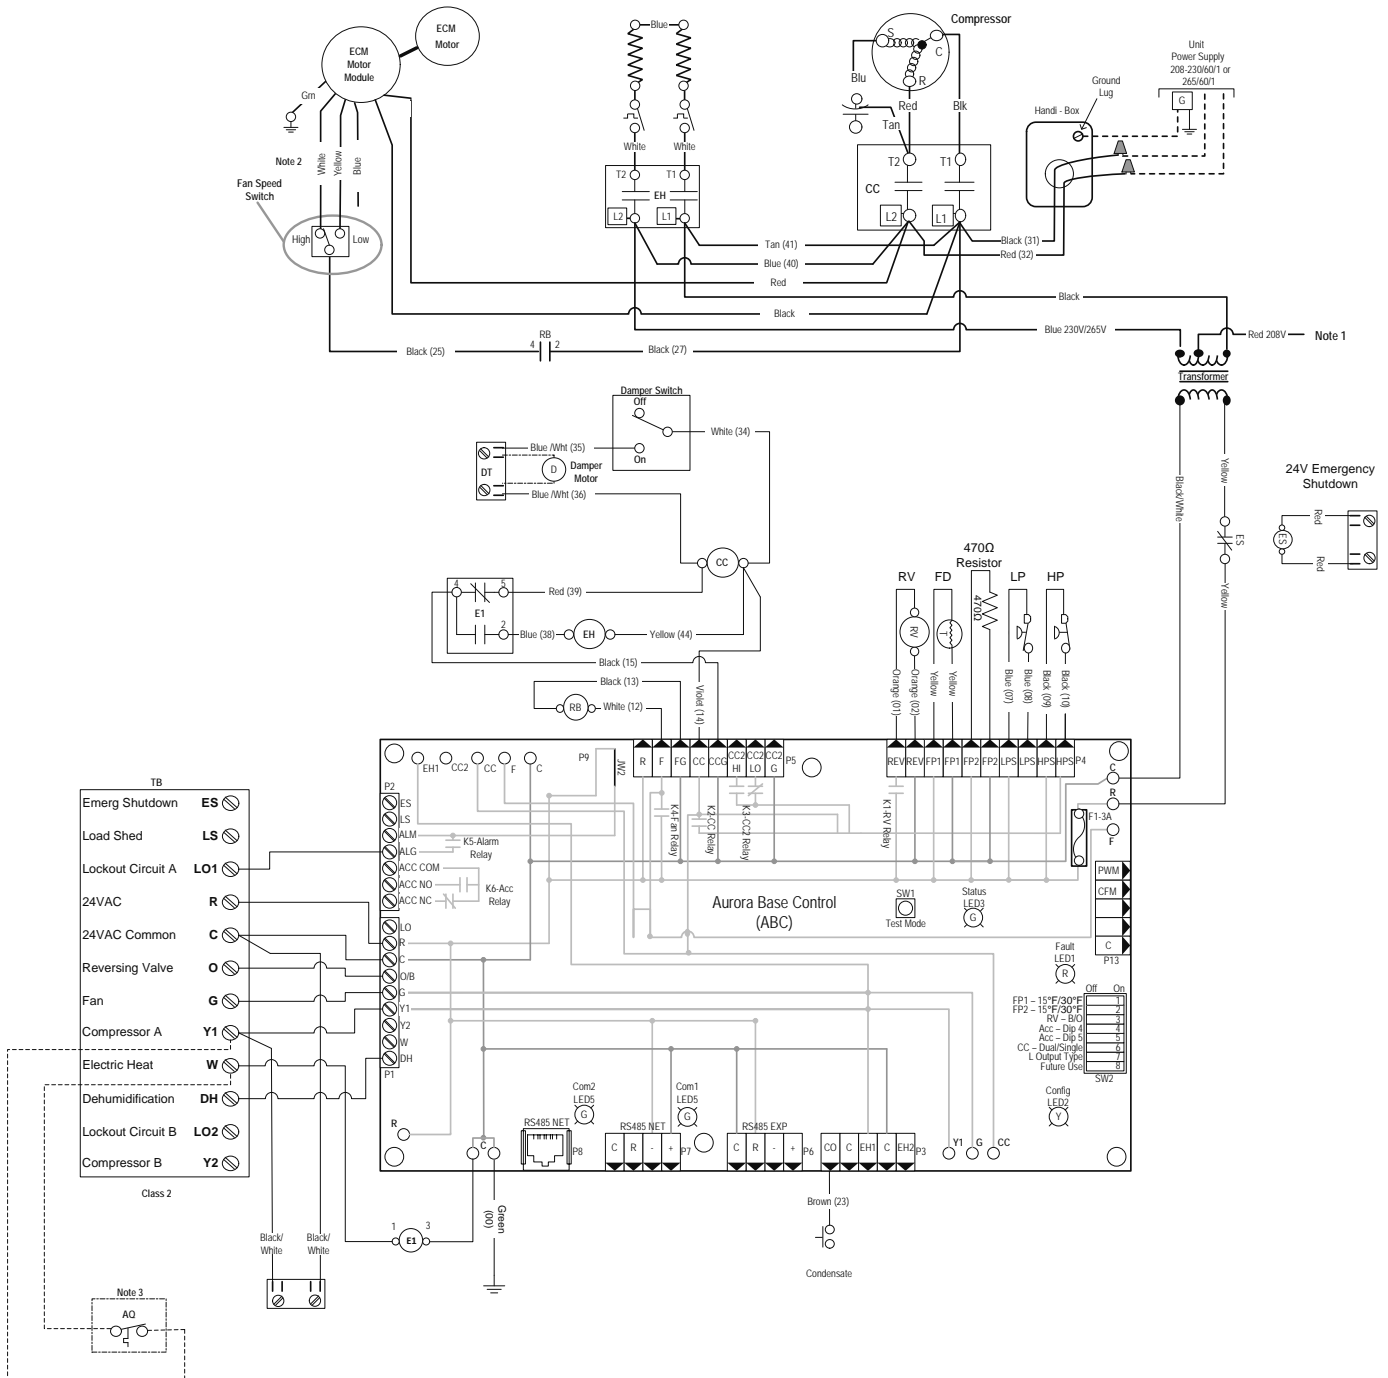 ECM
Motor
ECM
Motor
Module
Grn
White
Yellow
Blue
Note 2
Fan Speed
Switch
High
Low
Blue
White
White
T2
T1
EH
L2
L1
Compressor
S
C
R
Blu
Red
Blk
Tan
T2
T1
CC
L2
L1
Unit
Power Supply
208-230/60/1 or
265/60/1
G
Ground
Lug
Handi - Box
Black (31)
Red (32)
Tan (41)
Blue (40)
Red
Black
Black
Blue 230V/265V
Red 208V
Note 1
Black (25)
RB
4
2
Black (27)
Transformer
Damper Switch
Off
On
White (34)
Blue /Wht (35)
DT
D
Damper
Motor
Blue /Wht (36)
CC
4
5
E1
2
Red (39)
Blue (38)
EH
Yellow (44)
Black (15)
Black (13)
RB
White (12)
Violet (14)
470Ω
Resistor
RV
FD
LP
HP
RV
T
470Ω
Orange (01)
Orange (02)
Yellow
Yellow
Blue (07)
Blue (08)
Black (09)
Black (10)
Black/White
Yellow
ES
Yellow
24V Emergency
Shutdown
Red
ES
Red
TB
Emerg Shutdown ES
Load Shed LS
Lockout Circuit A LO1
24VAC R
24VAC Common C
Reversing Valve O
Fan G
Compressor A Y1
Electric Heat W
Dehumidification DH
Lockout Circuit B LO2
Compressor B Y2
Class 2
EH1
CC2
CC
F
C
P9
JW2
R
F
FG
CC
CCG
CC2
HI
CC2
LO
CC2
G
P5
REV
REV
FP1
FP1
FP2
FP2
LPS
LPS
HPS
HPS
P4
C
R
F1-3A
F
P2
ES
LS
ALM
ALG
ACC COM
ACC NO
ACC NC
K5-Alarm
Relay
K6-Acc
Relay
K4-Fan Relay
K2-CC Relay
K3-CC2 Relay
K1-RV Relay
LO
R
C
O/B
G
Y1
Y2
W
DH
P1
R
Aurora Base Control
(ABC)
SW1
Test Mode
Status
LED3
G
Fault
LED1
R
PWM
CFM
C
P13
Off
On
FP1 – 15°F/30°F 1
FP2 – 15°F/30°F 2
RV – B/O 3
Acc – Dip 4 4
Acc – Dip 5 5
CC – Dual/Single 6
L Output Type 7
Future Use 8
SW2
Config
LED2
Y
Com2
LED5
G
Com1
LED5
G
C
RS485 NET
P8
RS485 NET
C
R
-
+
P7
RS485 EXP
C
R
-
+
P6
CO
C
EH1
C
EH2
P3
Y1
G
CC
Brown (23)
Condensate
Green
(00)
1
E1
3
Black/
White
Black/
White
Note 3
AQ